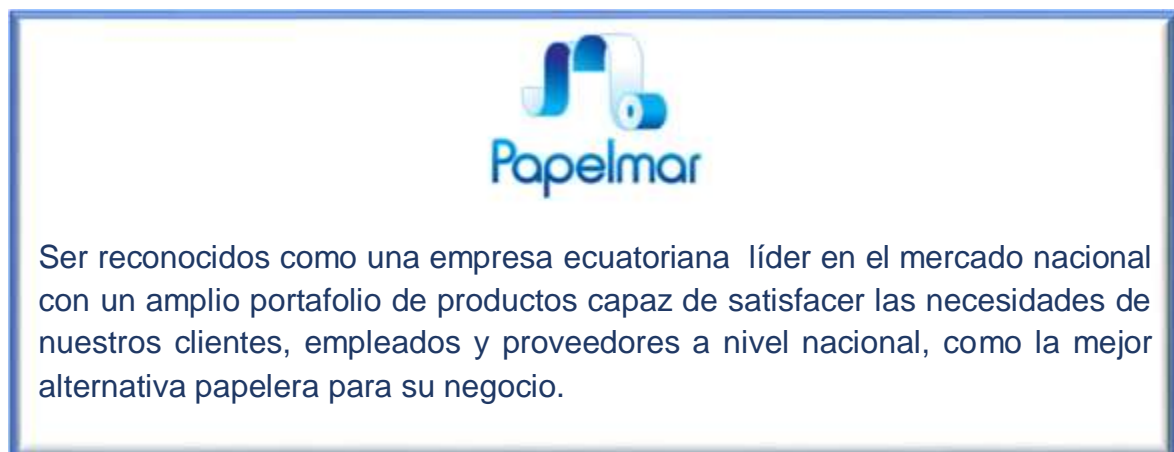 Papelmar
Ser reconocidos como una empresa ecuatoriana líder en el mercado nacional
con un amplio portafolio de productos capaz de satisfacer las necesidades de
nuestros clientes, empleados y proveedores a nivel nacional, como la mejor
alternativa papelera para su negocio.